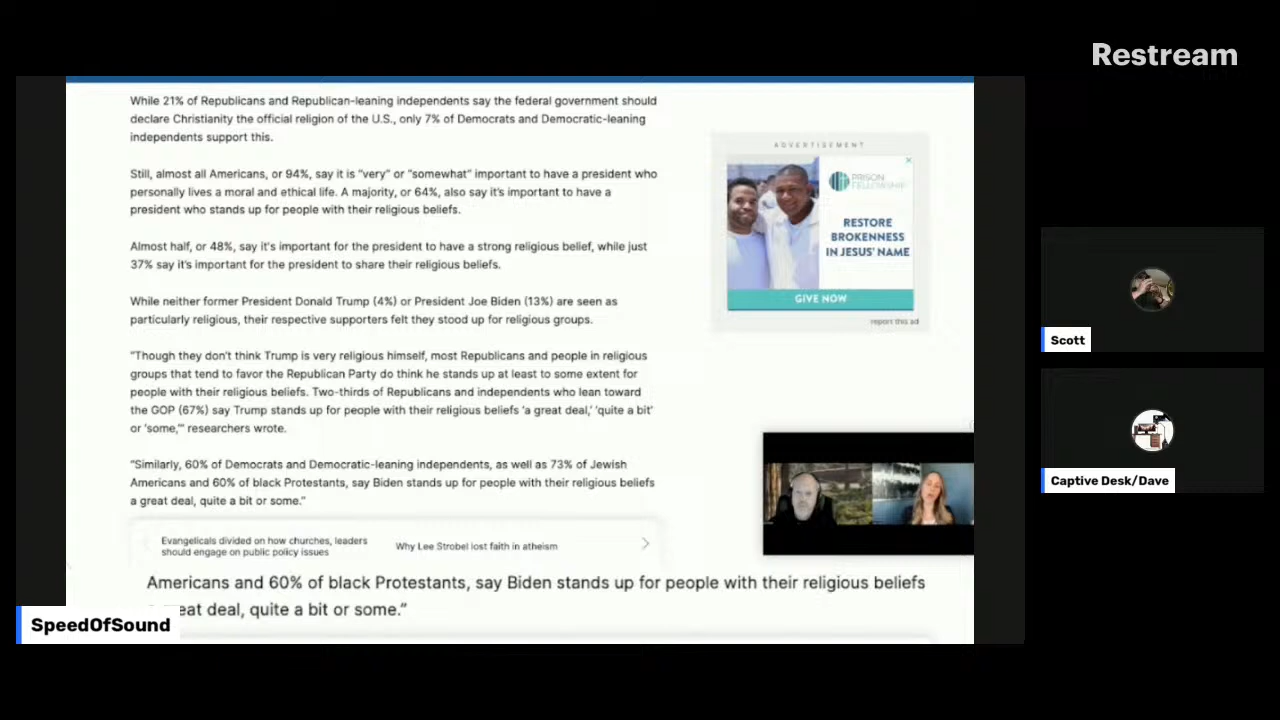 Restream
While 21% of Republicans and Republican-leaning independents say the federal government should
declare Christianity the official religion of the U.S., only 7% of Democrats and Democratic-leaning
independents support this.
Still, almost all Americans, or 94%, say it is “very” or “somewhat” important to have a president who
personally lives a moral and ethical life. A majority, or 64%, also say it’s important to have a
president who stands up for people with their religious beliefs.
Almost half, or 48%, say it's important for the president to have a strong religious belief, while just
37% say it’s important for the president to share their religious beliefs.
While neither former President Donald Trump (4%) or President Joe Biden (13%) are seen as
particularly religious, their respective supporters felt they stood up for religious groups.
“Though they don’t think Trump is very religious himself, most Republicans and people in religious
groups that tend to favor the Republican Party do think he stands up at least to some extent for
people with their religious beliefs. Two-thirds of Republicans and independents who lean toward
the GOP (67%) say Trump stands up for people with their religious beliefs ‘a great deal,’ ‘quite a bit’
or ‘some,’” researchers wrote.
“Similarly, 60% of Democrats and Democratic-leaning independents, as well as 73% of Jewish
Americans and 60% of black Protestants, say Biden stands up for people with their religious beliefs
a great deal, quite a bit or some.”
ADVERTISEMENT
PRISON
FELLOWSHIP
RESTORE
BROKENNESS
IN JESUS' NAME
GIVE NOW
report this ad
Evangelicals divided on how churches, leaders
should engage on public policy issues
Why Lee Strobel lost faith in atheism
Americans and 60% of black Protestants, say Biden stands up for people with their religious beliefs
deal, quite a bit or some.”
SpeedOfSound
Scott
Captive Desk/Dave